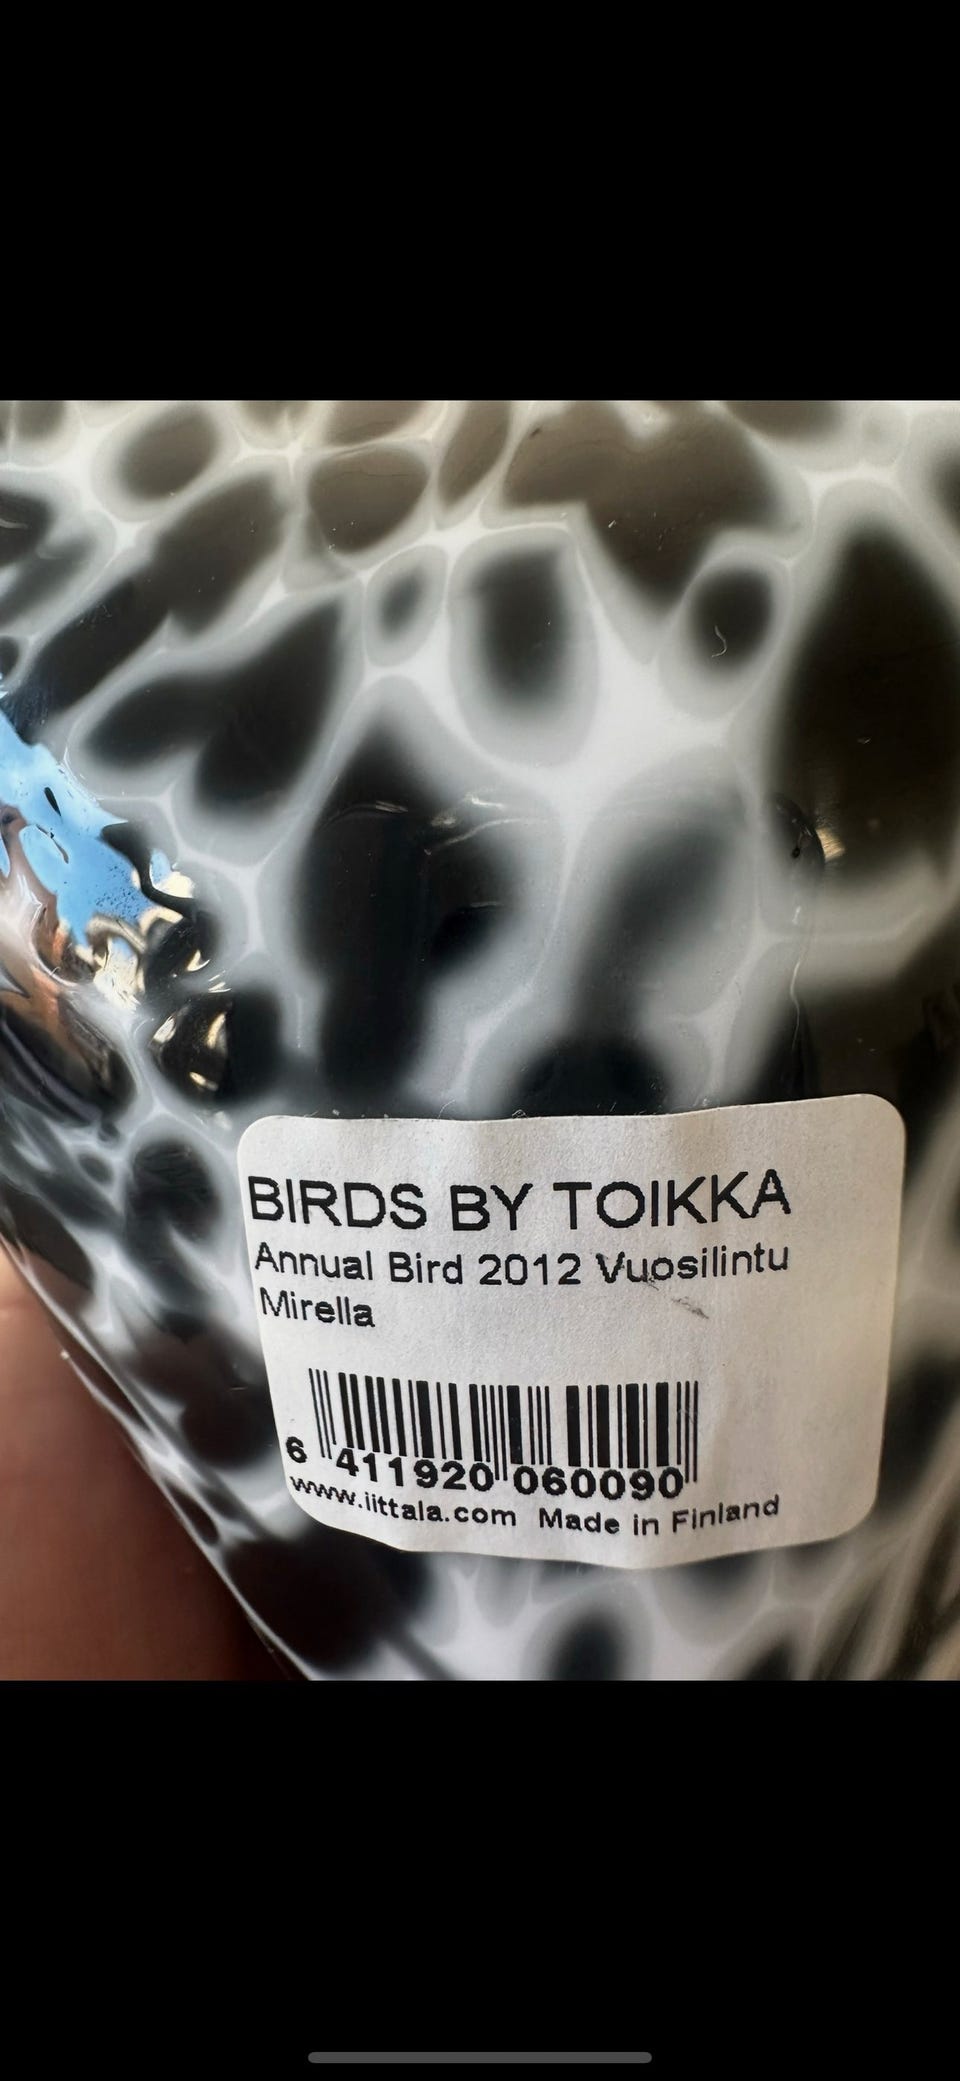 BIRDS BY TOIKKA
Annual Bird 2012 Vuosilintu
Mirella
6 411920 060090
www.iittala.com Made in Finland